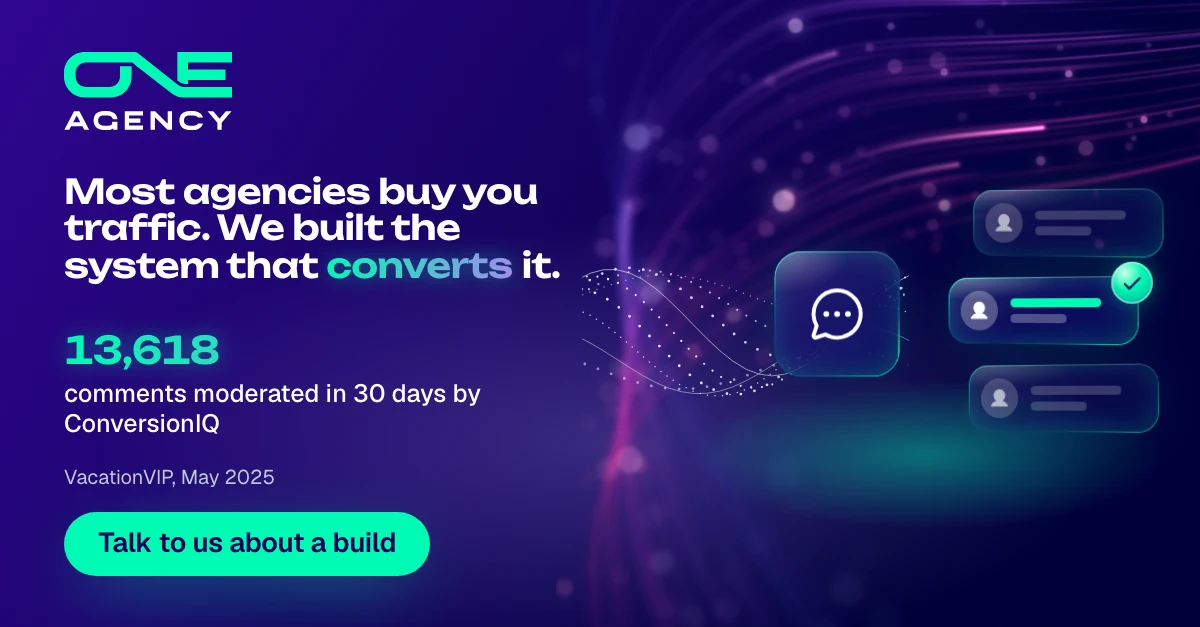 ONE
AGENCY
Most agencies buy you
traffic. We built the
system that converts it.
13,618
comments moderated in 30 days by
ConversionIQ
VacationVIP, May 2025
Talk to us about a build